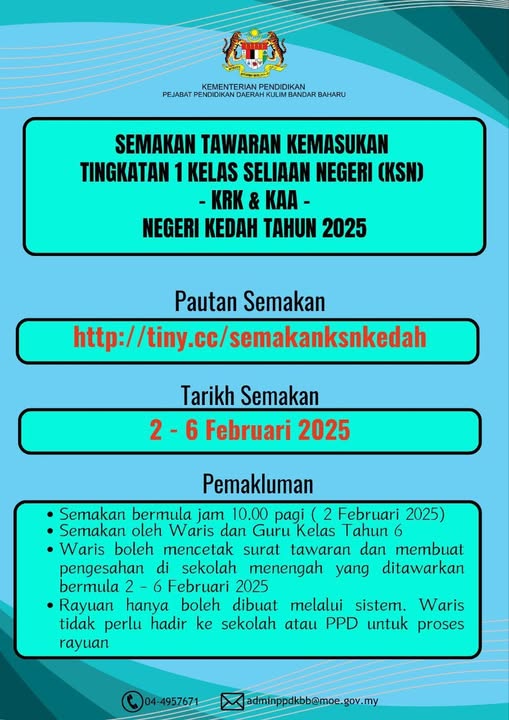 KEMENTERIAN PENDIDIKAN
PEJABAT PENDIDIKAN DAERAH KULIM BANDAR BAHARU
SEMAKAN TAWARAN KEMASUKAN
TINGKATAN 1 KELAS SELIAAN NEGERI (KSN)
- KRK & KAA -
NEGERI KEDAH TAHUN 2025
Pautan Semakan
http://tiny.cc/semakanksnkedah
Tarikh Semakan
2 - 6 Februari 2025
Pemakluman
• Semakan bermula jam 10.00 pagi ( 2 Februari 2025)
• Semakan oleh Waris dan Guru Kelas Tahun 6
• Waris boleh mencetak surat tawaran dan membuat
pengesahan di sekolah menengah yang ditawarkan
bermula 2 - 6 Februari 2025
• Rayuan hanya boleh dibuat melalui sistem. Waris
tidak perlu hadir ke sekolah atau PPD untuk proses
rayuan
04-4957671 adminppdkbb@moe.gov.my